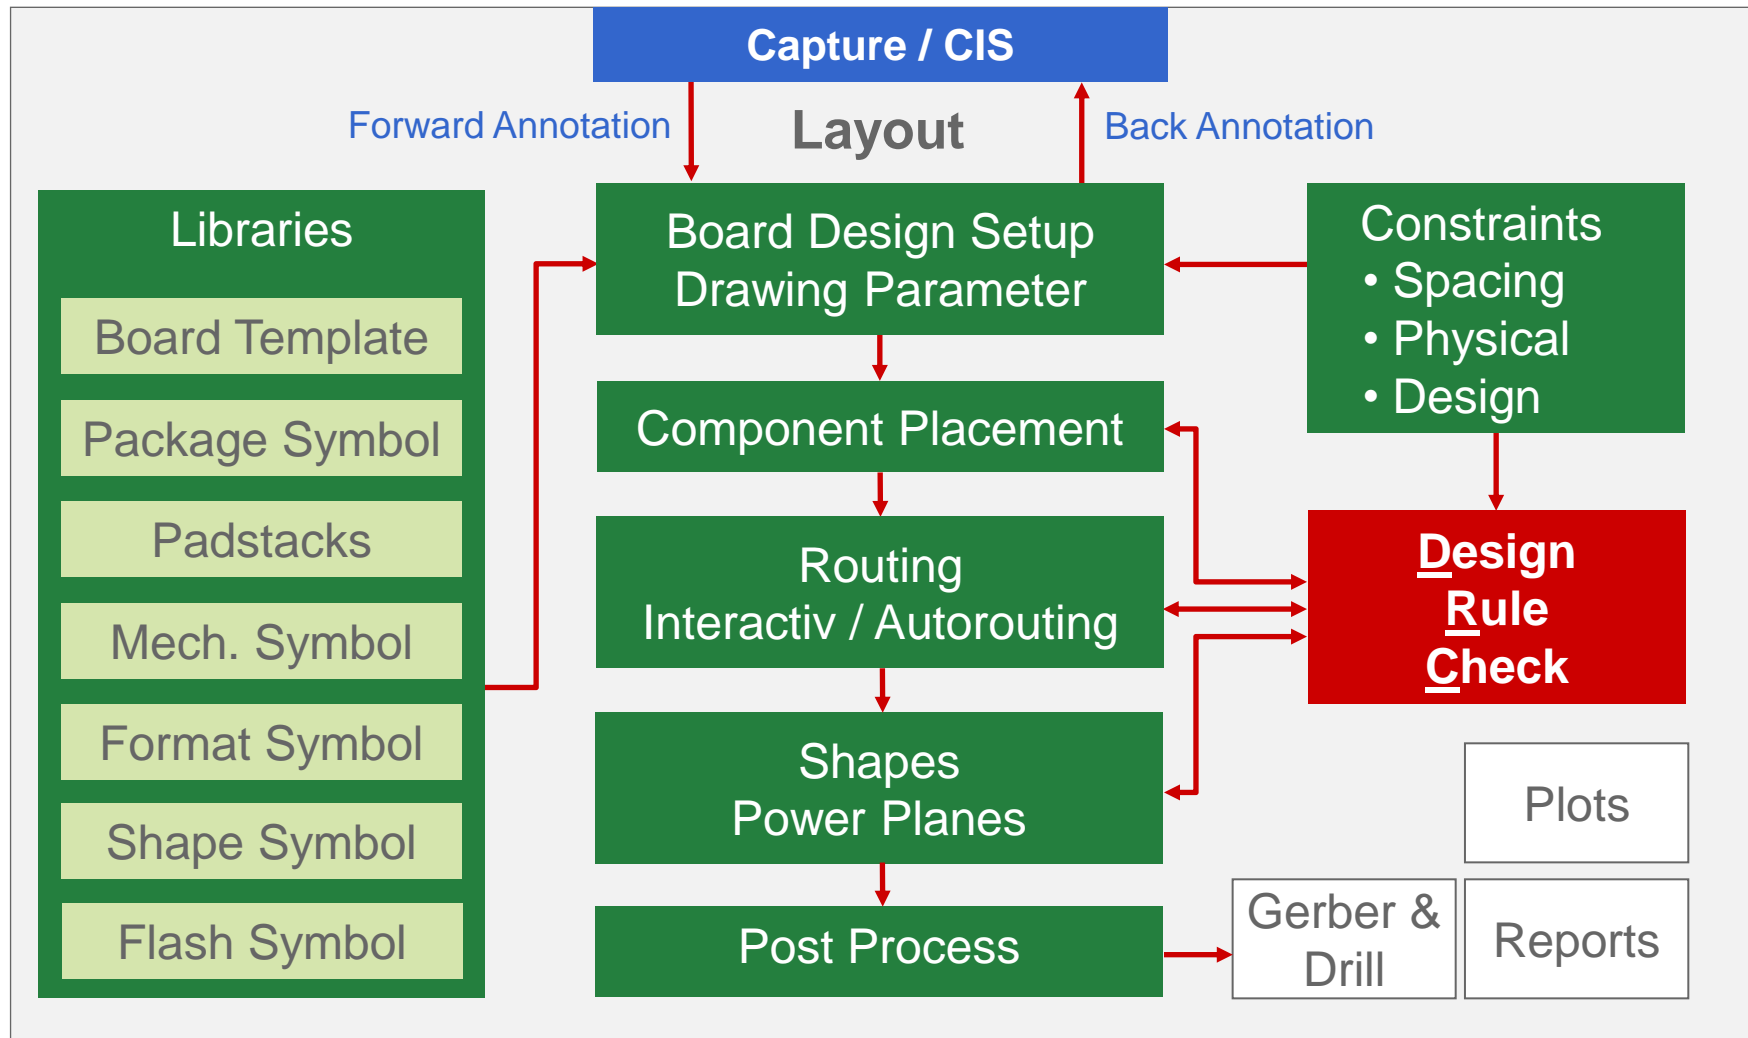 Capture / CIS
Forward Annotation
Layout
Back Annotation
Libraries
Board Template
Package Symbol
Padstacks
Mech. Symbol
Format Symbol
Shape Symbol
Flash Symbol
Board Design Setup
Drawing Parameter
Component Placement
Routing
Interactiv / Autorouting
Shapes
Power Planes
Post Process
Constraints
• Spacing
• Physical
• Design
Design
Rule
Check
Plots
Gerber &
Drill
Reports